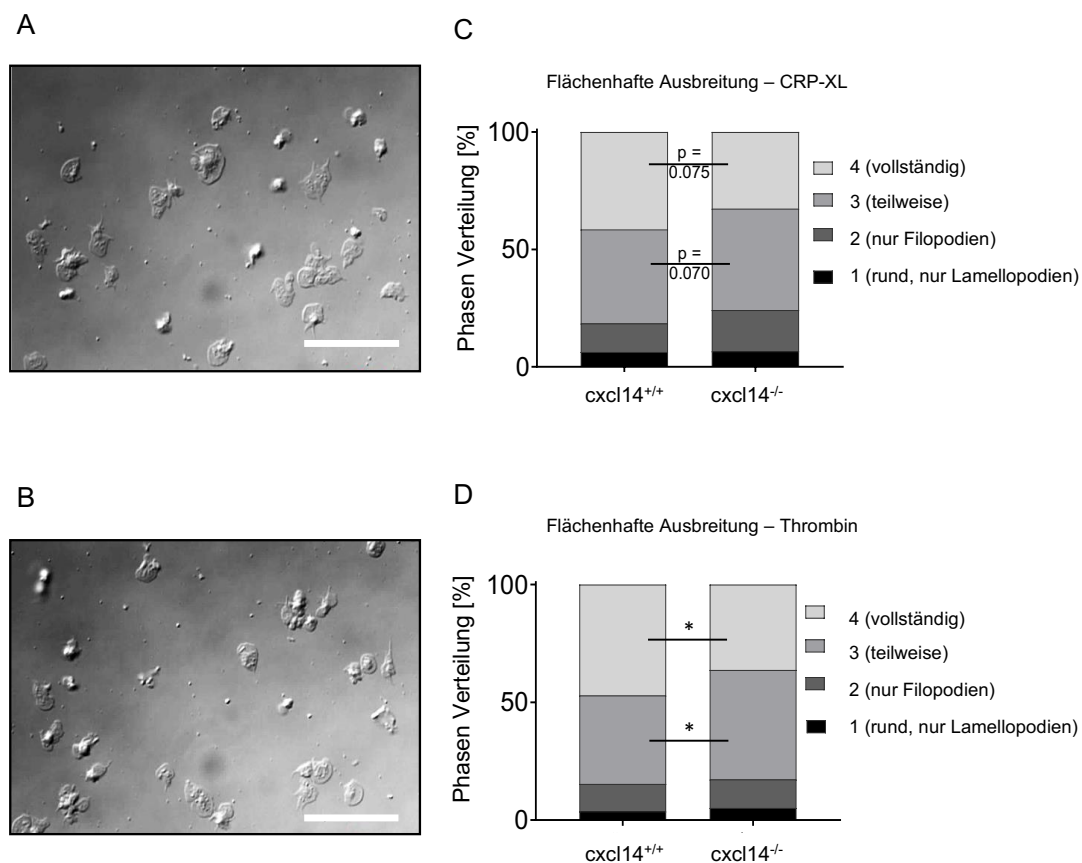 A
C
Flächenhafte Ausbreitung – CRP-XL
Phasen Verteilung [%]
100
50
0
p =
0.075
p =
0.070
cxcl14+/+
cxcl14-/-
4 (vollständig)
3 (teilweise)
2 (nur Filopodien)
1 (rund, nur Lamellopodien)
B
D
Flächenhafte Ausbreitung – Thrombin
Phasen Verteilung [%]
100
50
0
*
*
cxcl14+/+
cxcl14-/-
4 (vollständig)
3 (teilweise)
2 (nur Filopodien)
1 (rund, nur Lamellopodien)